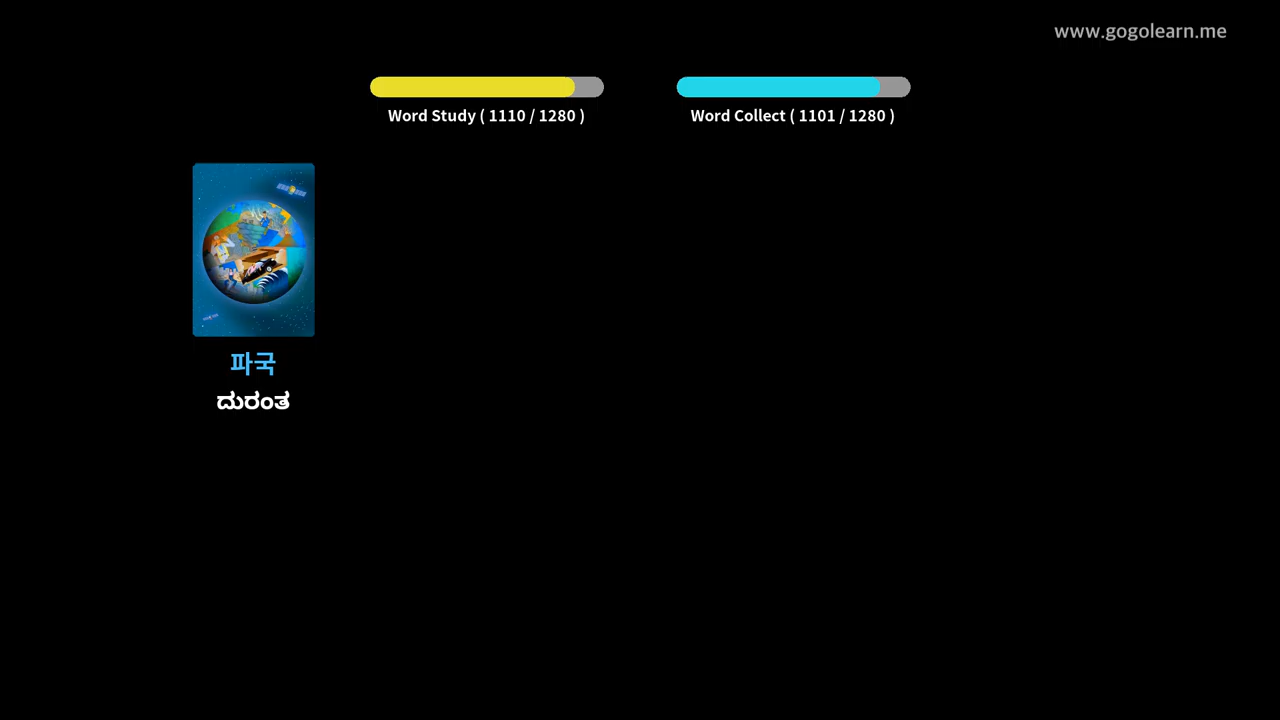 www.gogolearn.me
Word Study ( 1110 / 1280 )
Word Collect ( 1101 / 1280 )
파국
ದುರಂತ